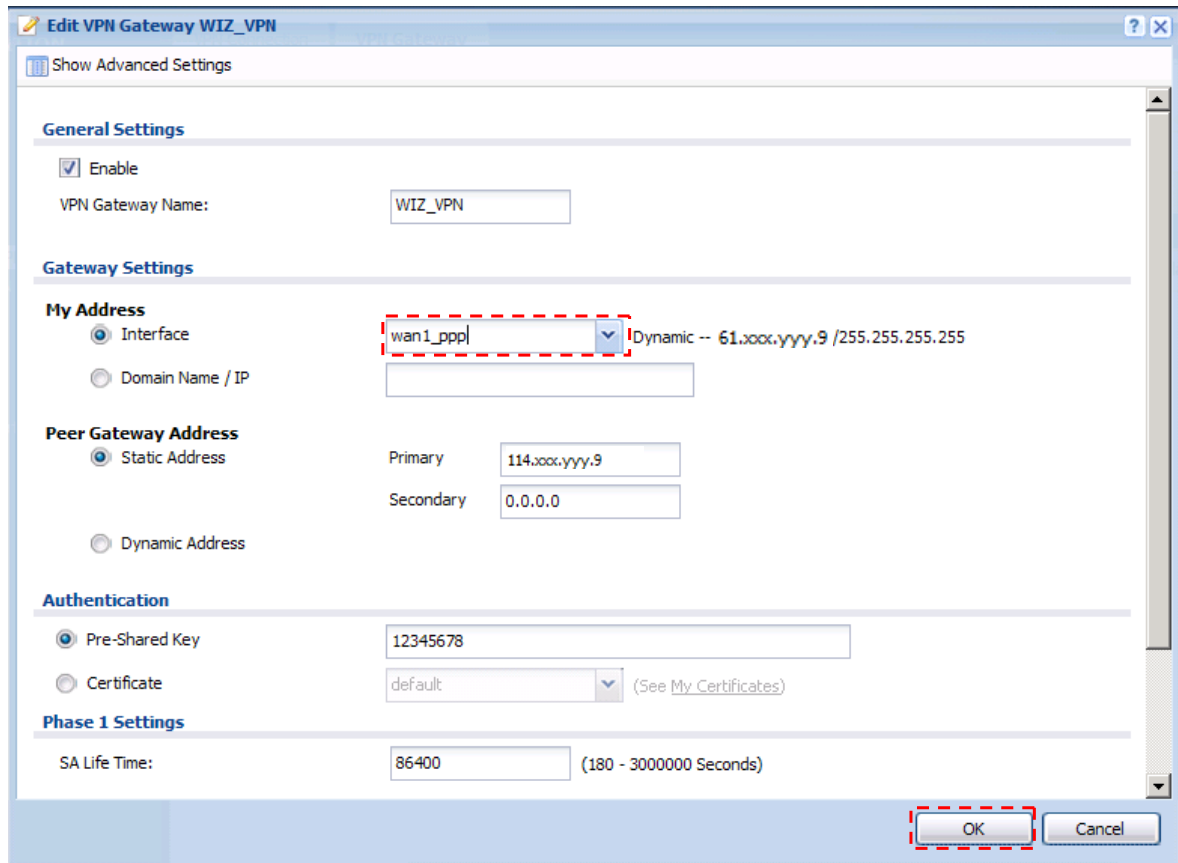 Edit VPN Gateway WIZ_VPN
Show Advanced Settings
General Settings
Enable
VPN Gateway Name: WIZ_VPN
Gateway Settings
My Address
Interface wan1_ppp Dynamic -- 61.xxx.yyy.9 /255.255.255.255
Domain Name / IP
Peer Gateway Address
Static Address Primary 114.xxx.yyy.9
Secondary 0.0.0.0
Dynamic Address
Authentication
Pre-Shared Key 12345678
Certificate default (See My Certificates)
Phase 1 Settings
SA Life Time: 86400 (180 - 3000000 Seconds)
OK Cancel